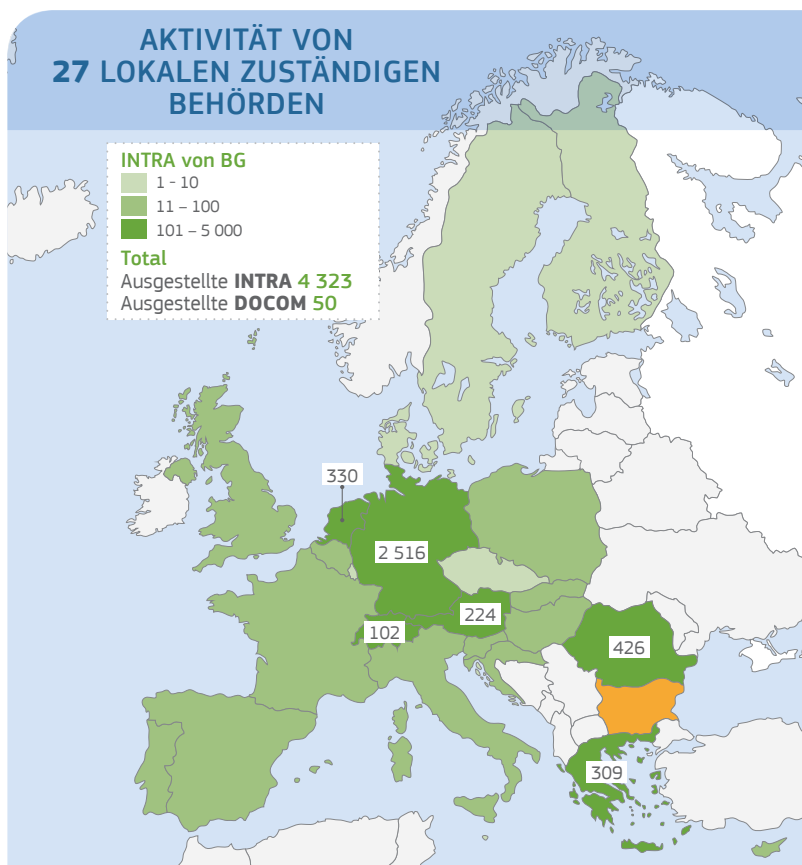 AKTIVITÄT VON
27 LOKALEN ZUSTÄNDIGEN
BEHÖRDEN
INTRA von BG
1 - 10
11 – 100
101 – 5 000
Total
Ausgestellte INTRA 4 323
Ausgestellte DOCOM 50
330
2 516
224
102
426
309